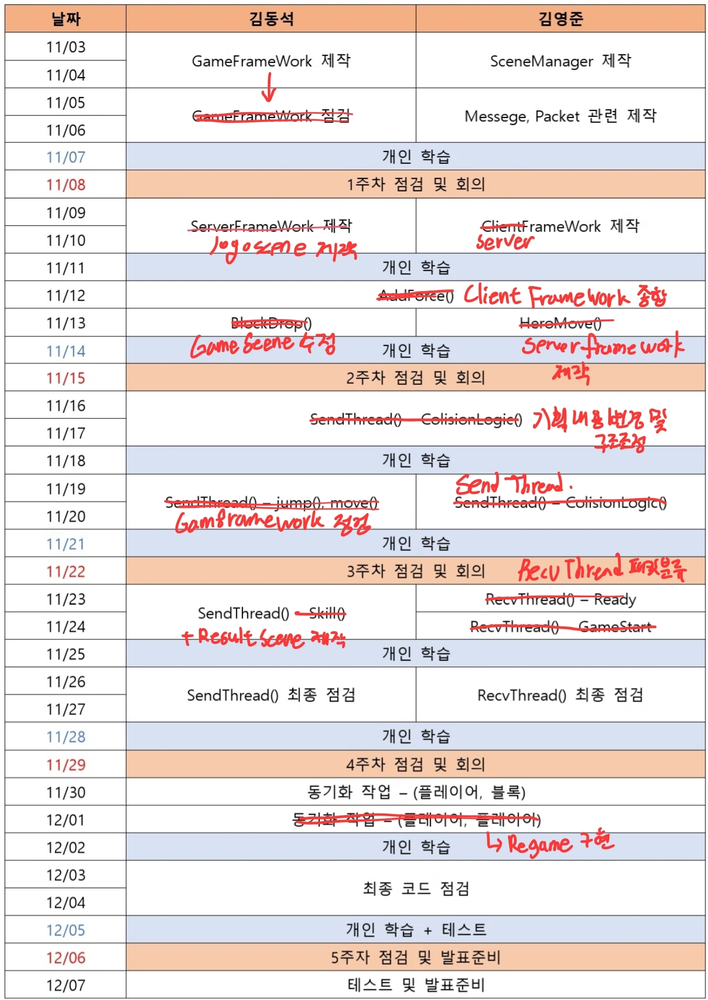 날짜 김동석 김영준
11/03
GameFrameWork 제작 SceneManager 제작
11/04
11/05
GameFrameWork 점검 Messege, Packet 관련 제작
11/06
11/07 개인 학습
11/08 1주차 점검 및 회의
11/09
ServerFrameWork 제작 ClientFrameWork 제작
11/10
logoscene 제작 Server
11/11 개인 학습
11/12 AddForce() Client Framework 종합
11/13 BlockDrop() HeroMove()
GameScene 수정 Serverframework
11/14 개인 학습
제작
11/15 2주차 점검 및 회의
11/16
SendThread() – ColisionLogic() 기획 내용 변경 및
구조조정
11/17
11/18 개인 학습
11/19 Send Thread.
SendThread() – jump(), move() SendThread() – ColisionLogic()
11/20
Gamframework 점검
11/21 개인 학습
11/22 3주차 점검 및 회의 Recv Thread 패킷분류
11/23 RecvThread() – Ready
SendThread() – Skill()
11/24 RecvThread() – GameStart
+ Result Scene 제작
11/25 개인 학습
11/26
SendThread() 최종 점검 RecvThread() 최종 점검
11/27
11/28 개인 학습
11/29 4주차 점검 및 회의
11/30 동기화 작업 – (플레이어, 블록)
12/01 동기화 작업 – (플레이어, 플레이어)
12/02 개인 학습 ↳ Regame 구현
12/03
최종 코드 점검
12/04
12/05 개인 학습 + 테스트
12/06 5주자 점검 및 발표준비
12/07 테스트 및 발표준비